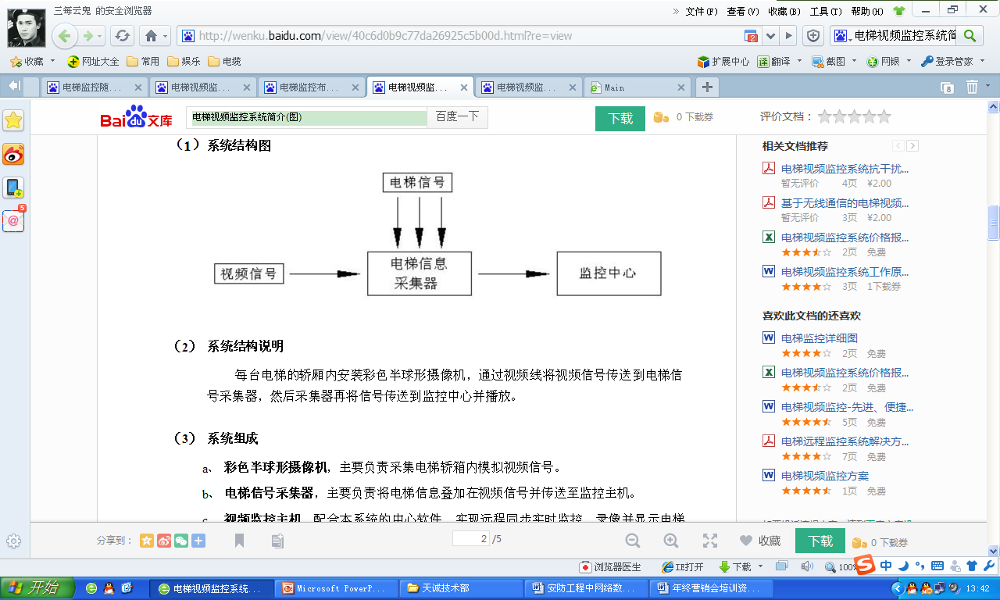 三每云鬼 的安全浏览器
» 文件(F) 查看(V) 收藏(B) 工具(T) 帮助(H)
http://wenku.baidu.com/view/40c6d0b9c77da26925c5b00d.html?re=view
2
电梯视频监控系统简
收藏 网址大全 常用 娱乐 电缆
扩展中心 翻译 截图 网银 登录管家
电梯监控随... 电梯视频监... 电梯监控布... 电梯视频监... 电梯视频监... Main
8
Bai du 文库 电梯视频监控系统简介(图) 百度一下 下载 0 下载券 评价文档：
（1）系统结构图
电梯信号
视频信号
电梯信息
采集器
监控中心
（2） 系统结构说明
每台电梯的轿厢内安装彩色半球形摄像机，通过视频线将视频信号传送到电梯信
号采集器，然后采集器再将信号传送到监控中心并播放。
（3） 系统组成
a、 彩色半球形摄像机，主要负责采集电梯轿箱内模拟视频信号。
b、 电梯信号采集器，主要负责将电梯信息叠加在视频信号并传送至监控主机。
c、 视频监控主机，配合本系统的中心软件，实现远程同步实时监控、录像并显示电梯
相关文档推荐
电梯视频监控系统抗干扰...
暂无评价 4页 ¥2.00
基于无线通信的电梯视频...
暂无评价 3页 ¥2.00
电梯视频监控系统价格报...
2页 免费
电梯视频监控系统工作原...
3页 1下载券
喜欢此文档的还喜欢
电梯监控详细图
2页 免费
电梯视频监控系统价格报...
2页 免费
电梯视频监控-先进、便捷...
5页 免费
电梯远程监控系统解决方...
7页 免费
电梯视频监控方案
1页 免费
5
分享到： 2 /5 收藏 下载 0 下载券
浏览器医生 IE打开 下载 100
中
开始 电梯视频监控系统... Microsoft PowerP... 天诚技术部 安防工程中网络数... 年终营销会培训资... 13:42